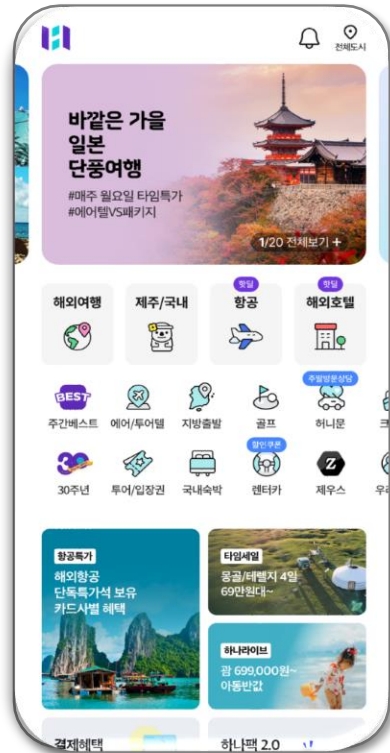 전체도시
바깥은 가을
일본
단풍여행
#매주 월요일 타임특가
#에어텔VS패키지
1/20 전체보기 +
핫딜
핫딜
해외여행
제주/국내
항공
해외호텔
주말방문상담
BEST
주간베스트
에어/투어텔
지방출발
골프
허니문
할인쿠폰
30
Z
30주년
투어/입장권
국내숙박
렌터카
제우스
항공특가
해외항공
단독특가석 보유
카드사별 혜택
타임세일
몽골/테렐지 4일
69만원대~
하나라이브
괌 699,000원~
아동반값
결제혜택
하나팩 2.0